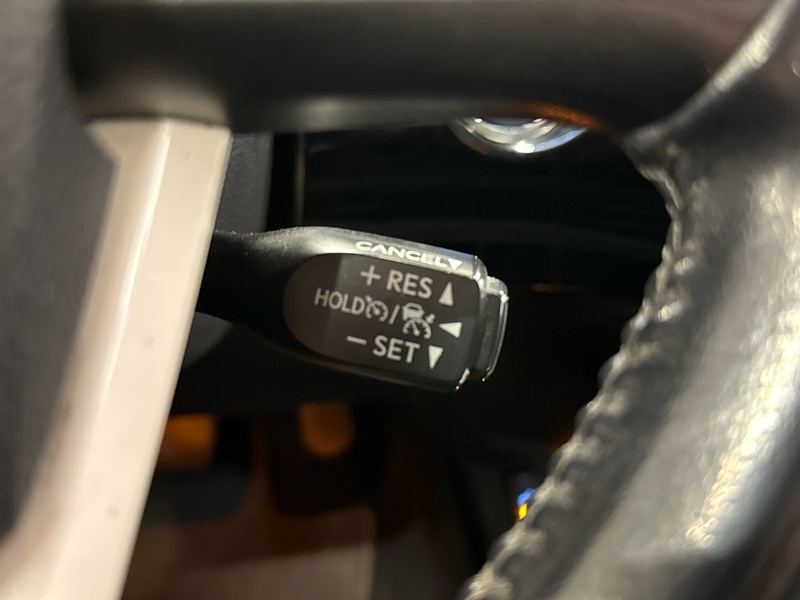 CANCEL▼
+ RES ▲
HOLD / ◀
− SET ▼